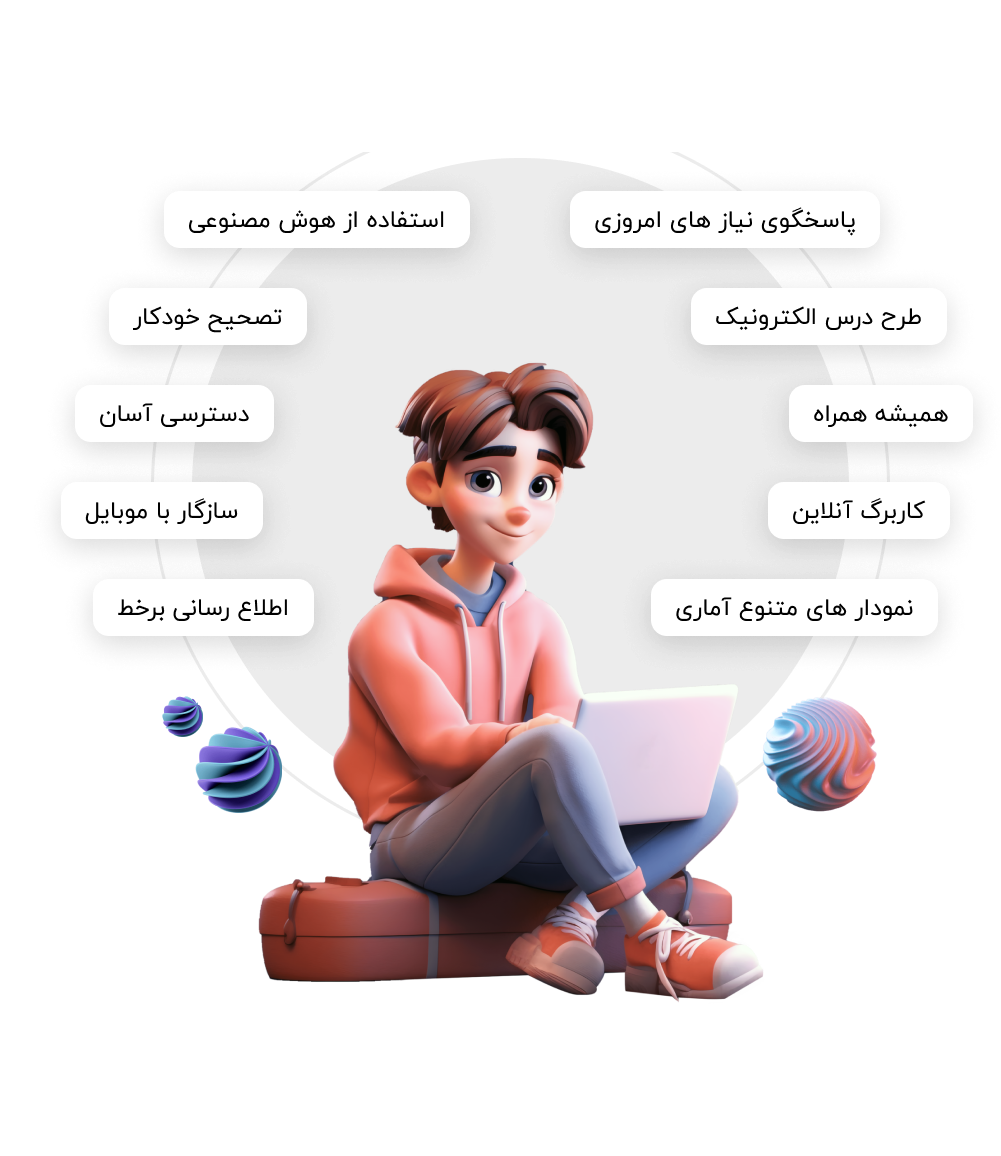 پاسخگوی نیاز های امروزی
استفاده از هوش مصنوعی
طرح درس الکترونیک
تصحیح خودکار
همیشه همراه
دسترسی آسان
کاربرگ آنلاین
سازگار با موبایل
نمودار های متنوع آماری
اطلاع رسانی برخط